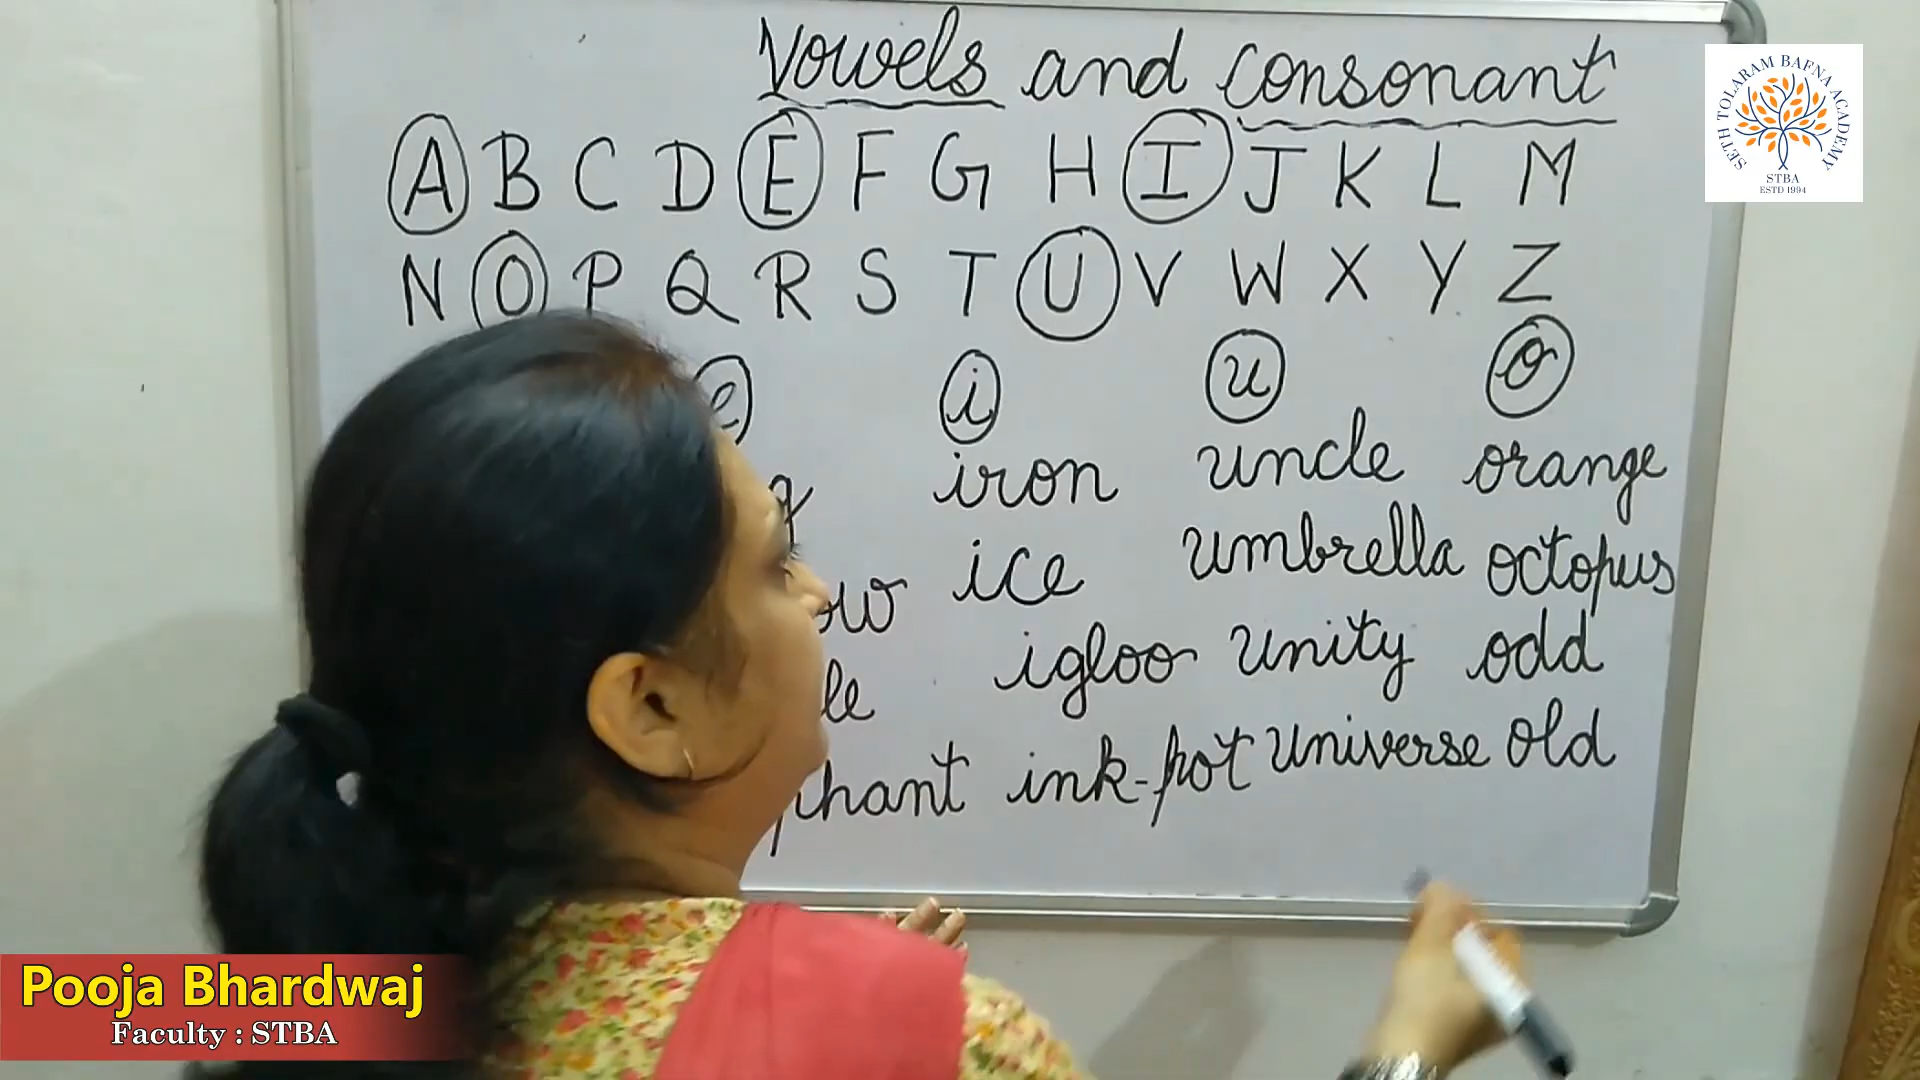 Vowels and consonant
A B C D E F G H I J K L M
N O P Q R S T U V W X Y Z
e i u o
iron uncle orange
ice umbrella octopus
igloo unity odd
ink-pot universe old
SETH TOLARAM BAFNA ACADEMY
STBA
ESTD 1994
Pooja Bhardwaj
Faculty : STBA